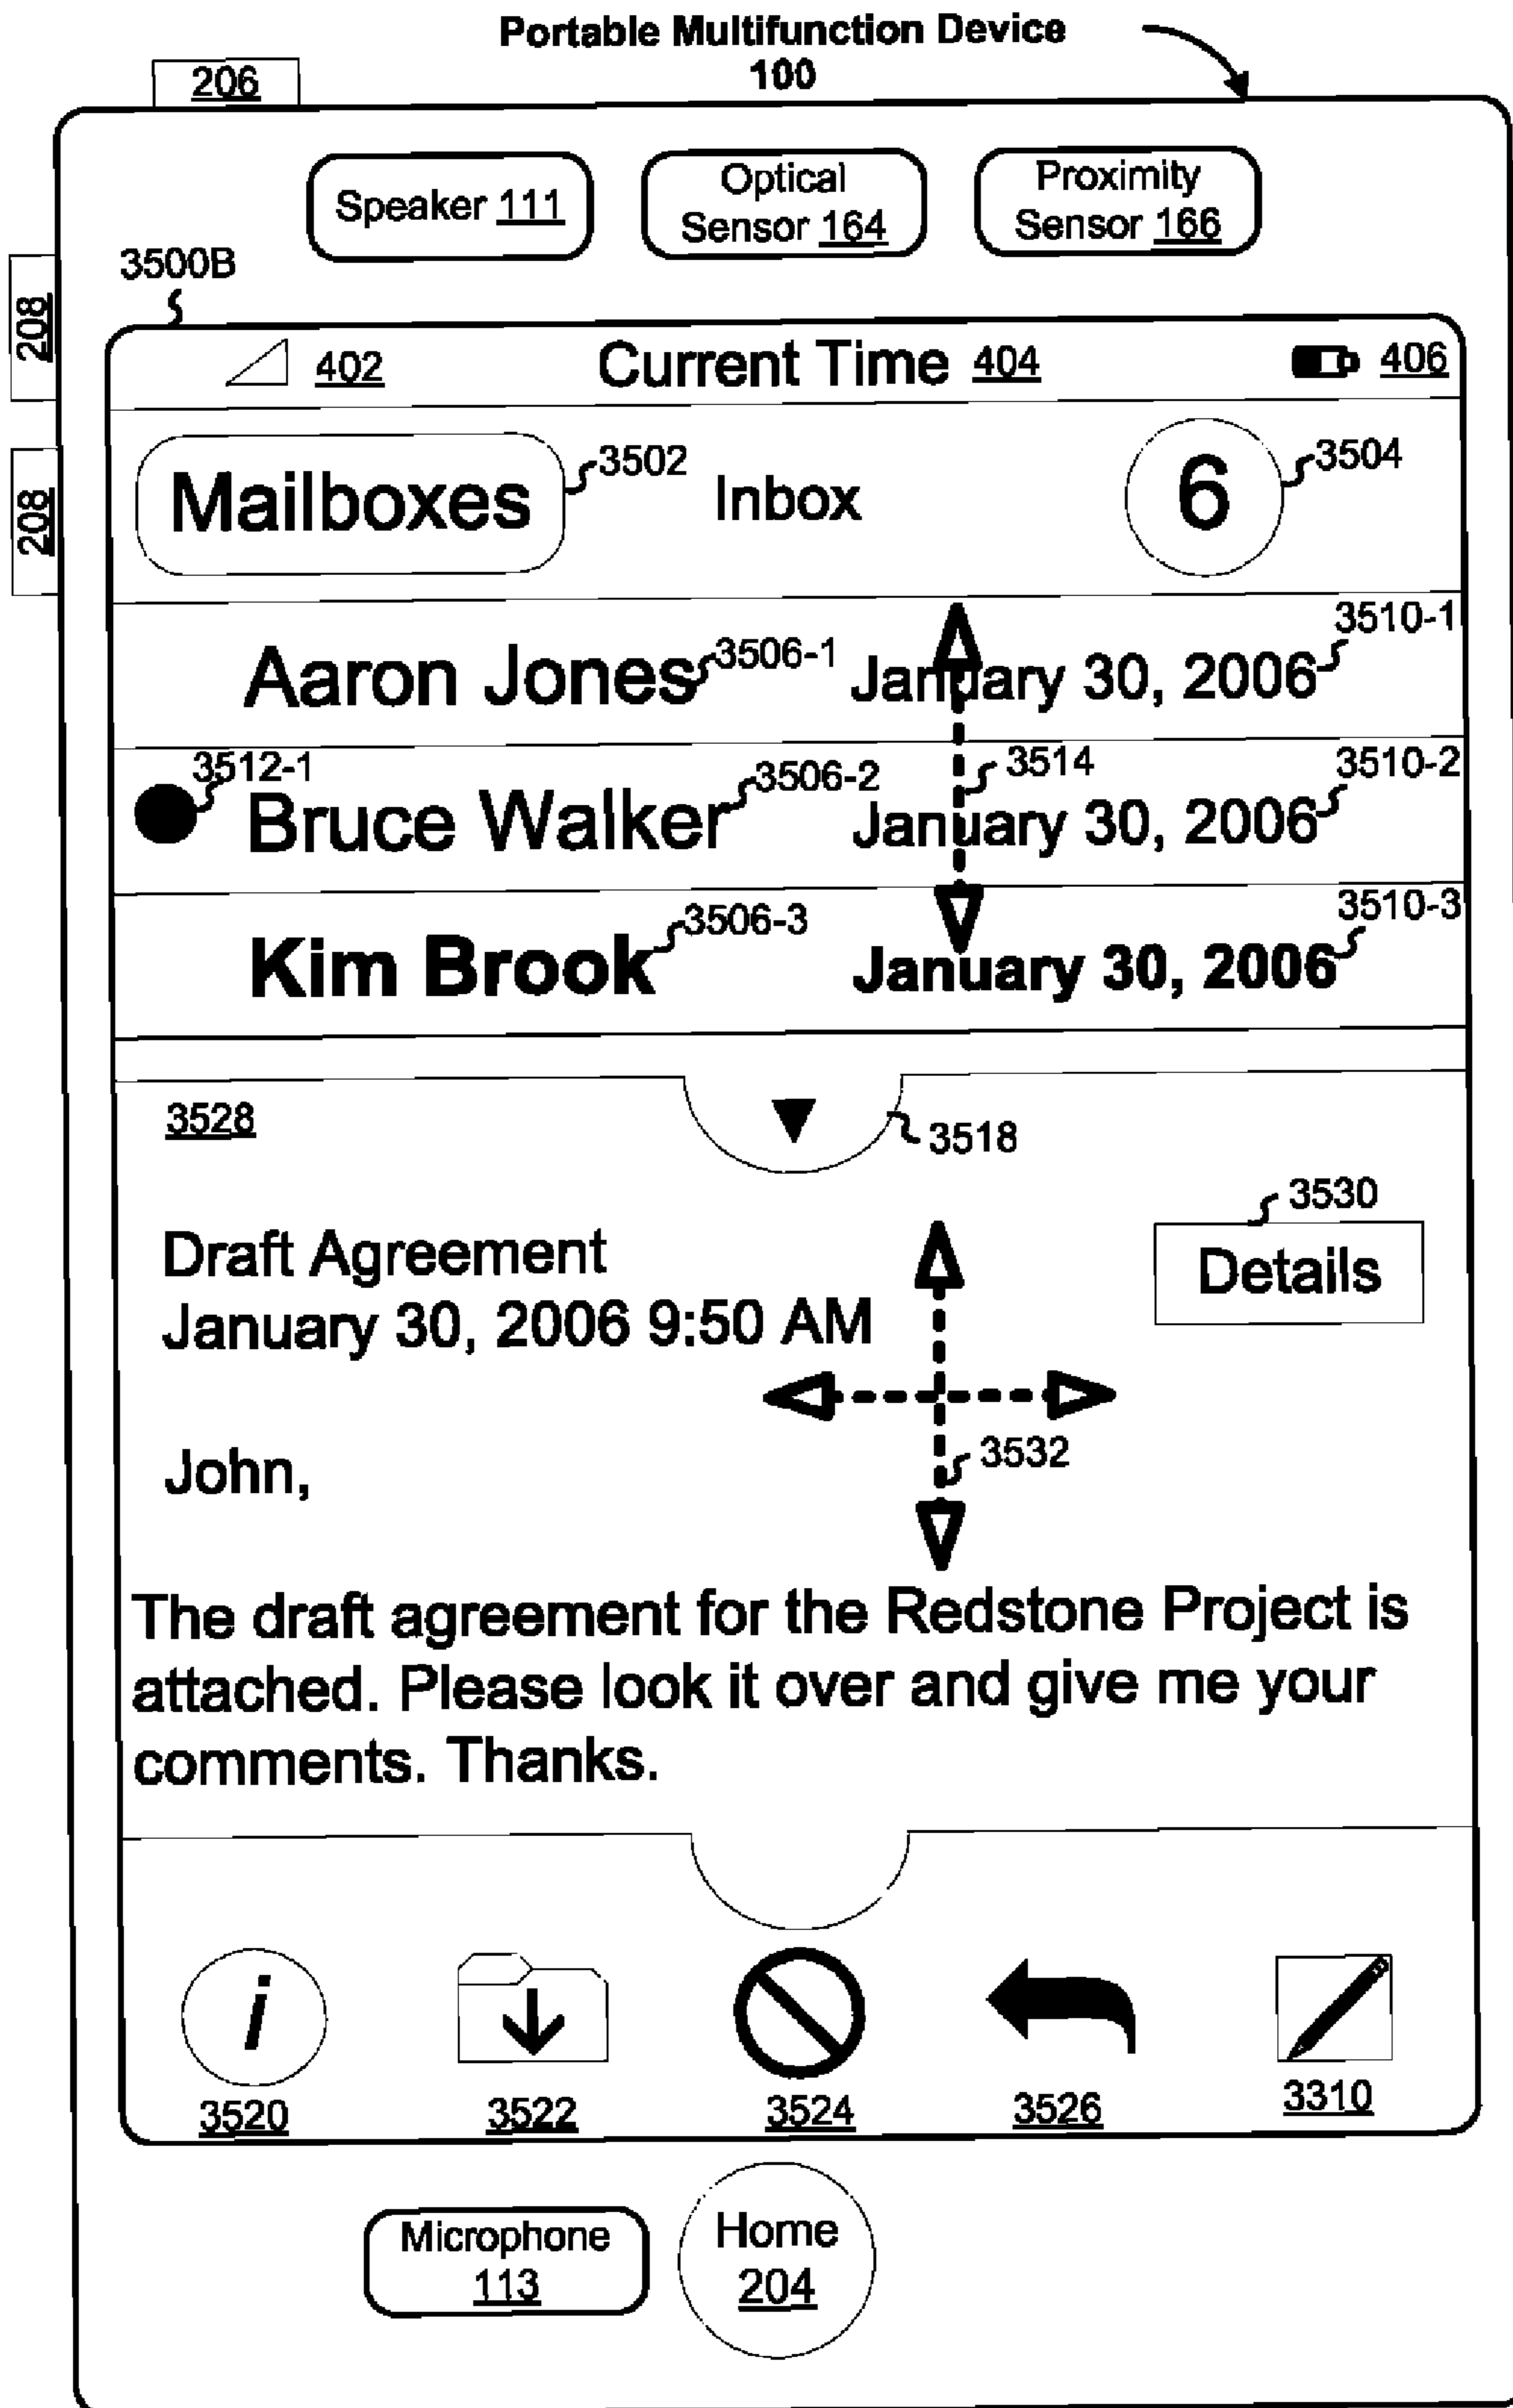 Portable Multifunction Device
100
206
Speaker 111
Optical
Sensor 164
Proximity
Sensor 166
3500B
208
402
Current Time 404
406
Mailboxes
3502
Inbox
6
3504
208
Aaron Jones
3506-1
January 30, 2006
3510-1
3512-1
Bruce Walker
3506-2
3514
January 30, 2006
3510-2
Kim Brook
3506-3
January 30, 2006
3510-3
3528
3518
3530
Draft Agreement
Details
January 30, 2006 9:50 AM
3532
John,
The draft agreement for the Redstone Project is
attached. Please look it over and give me your
comments. Thanks.
i
3520
3522
3524
3526
3310
Microphone
113
Home
204